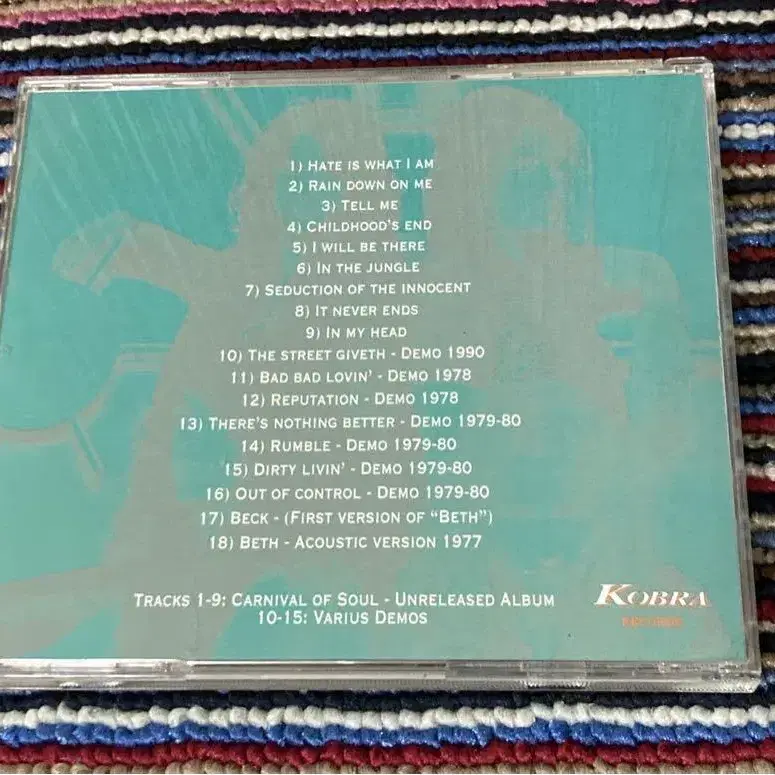 1) HATE IS WHAT I AM
2) RAIN DOWN ON ME
3) TELL ME
4) CHILDHOOD'S END
5) I WILL BE THERE
6) IN THE JUNGLE
7) SEDUCTION OF THE INNOCENT
8) IT NEVER ENDS
9) IN MY HEAD
10) THE STREET GIVETH - DEMO 1990
11) BAD BAD LOVIN' - DEMO 1978
12) REPUTATION - DEMO 1978
13) THERE'S NOTHING BETTER - DEMO 1979-80
14) RUMBLE - DEMO 1979-80
15) DIRTY LIVIN' - DEMO 1979-80
16) OUT OF CONTROL - DEMO 1979-80
17) BECK - (FIRST VERSION OF "BETH")
18) BETH - ACOUSTIC VERSION 1977
TRACKS 1-9: CARNIVAL OF SOUL - UNRELEASED ALBUM
10-15: VARIUS DEMOS
KOBRA
RECORDS